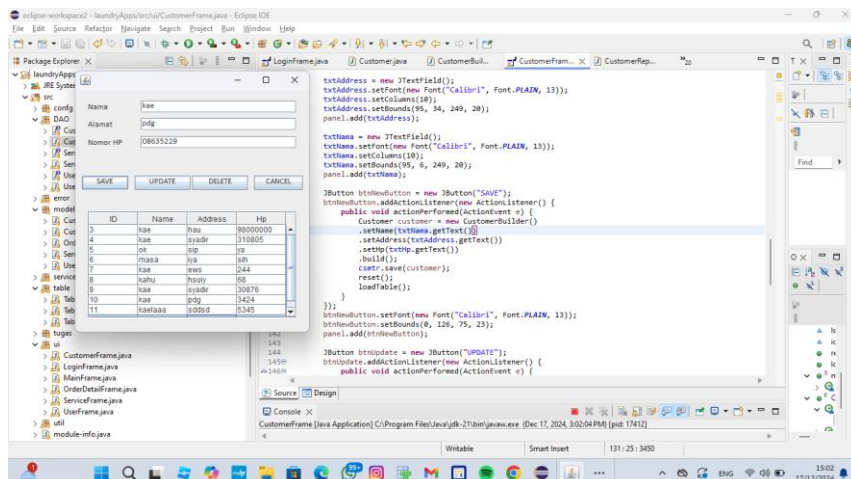 eclipse-workspace2 - laundryApps/src/ui/CustomerFrame.java - Eclipse IDE
File Edit Source Refactor Navigate Search Project Run Window Help
Package Explorer
LoginFrame.java
Customer.java
CustomerBuil...
CustomerFram...
CustomerRep...
20
laundryApps
JRE System
src
confg
DAO
error
model
service
table
tugas
ui
CustomerFrame.java
LoginFrame.java
MainFrame.java
OrderDetailFrame.java
ServiceFrame.java
UserFrame.java
util
module-info.java
Nama kae
Alamat pdg
Nomor HP 08635229
SAVE UPDATE DELETE CANCEL
ID Name Address Hp
3 kae hau 98000000
4 kae syadir 310805
5 ok sip ya
6 masa iya sih
7 kae ews 244
8 kahu hsuiy 68
9 kae syadir 30876
10 kae pdg 3424
11 kaelaaa sddsd 5345
txtAddress = new JTextField();
txtAddress.setFont(new Font("Calibri", Font.PLAIN, 13));
txtAddress.setColumns(10);
txtAddress.setBounds(95, 34, 249, 20);
panel.add(txtAddress);
txtNama = new JTextField();
txtNama.setFont(new Font("Calibri", Font.PLAIN, 13));
txtNama.setColumns(10);
txtNama.setBounds(95, 6, 249, 20);
panel.add(txtNama);
JButton btnNewButton = new JButton("SAVE");
btnNewButton.addActionListener(new ActionListener() {
public void actionPerformed(ActionEvent e) {
Customer customer = new CustomerBuilder()
.setName(txtNama.getText())
.setAddress(txtAddress.getText())
.setHp(txtHp.getText())
.build();
csmtr.save(customer);
reset();
loadTable();
}
});
btnNewButton.setFont(new Font("Calibri", Font.PLAIN, 13));
btnNewButton.setBounds(0, 126, 75, 23);
142 panel.add(btnNewButton);
143
144 JButton btnUpdate = new JButton("UPDATE");
145 btnUpdate.addActionListener(new ActionListener() {
146 public void actionPerformed(ActionEvent e) {
Find
Source Design
Console
CustomerFrame [Java Application] C:\Program Files\Java\jdk-21\bin\javaw.exe (Dec 17, 2024, 3:02:04 PM) [pid: 17412]
Writable Smart Insert 131 : 25 : 3450
99+
ENG
15:02
17/12/2024